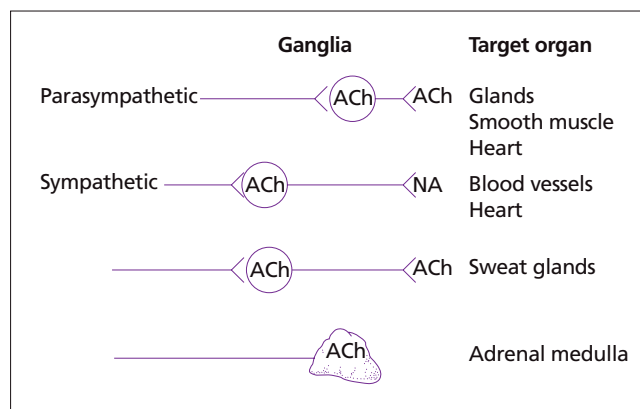 Ganglia Target organ
Parasympathetic ACh ACh Glands
Smooth muscle
Heart
Sympathetic ACh NA Blood vessels
Heart
ACh ACh Sweat glands
ACh Adrenal medulla